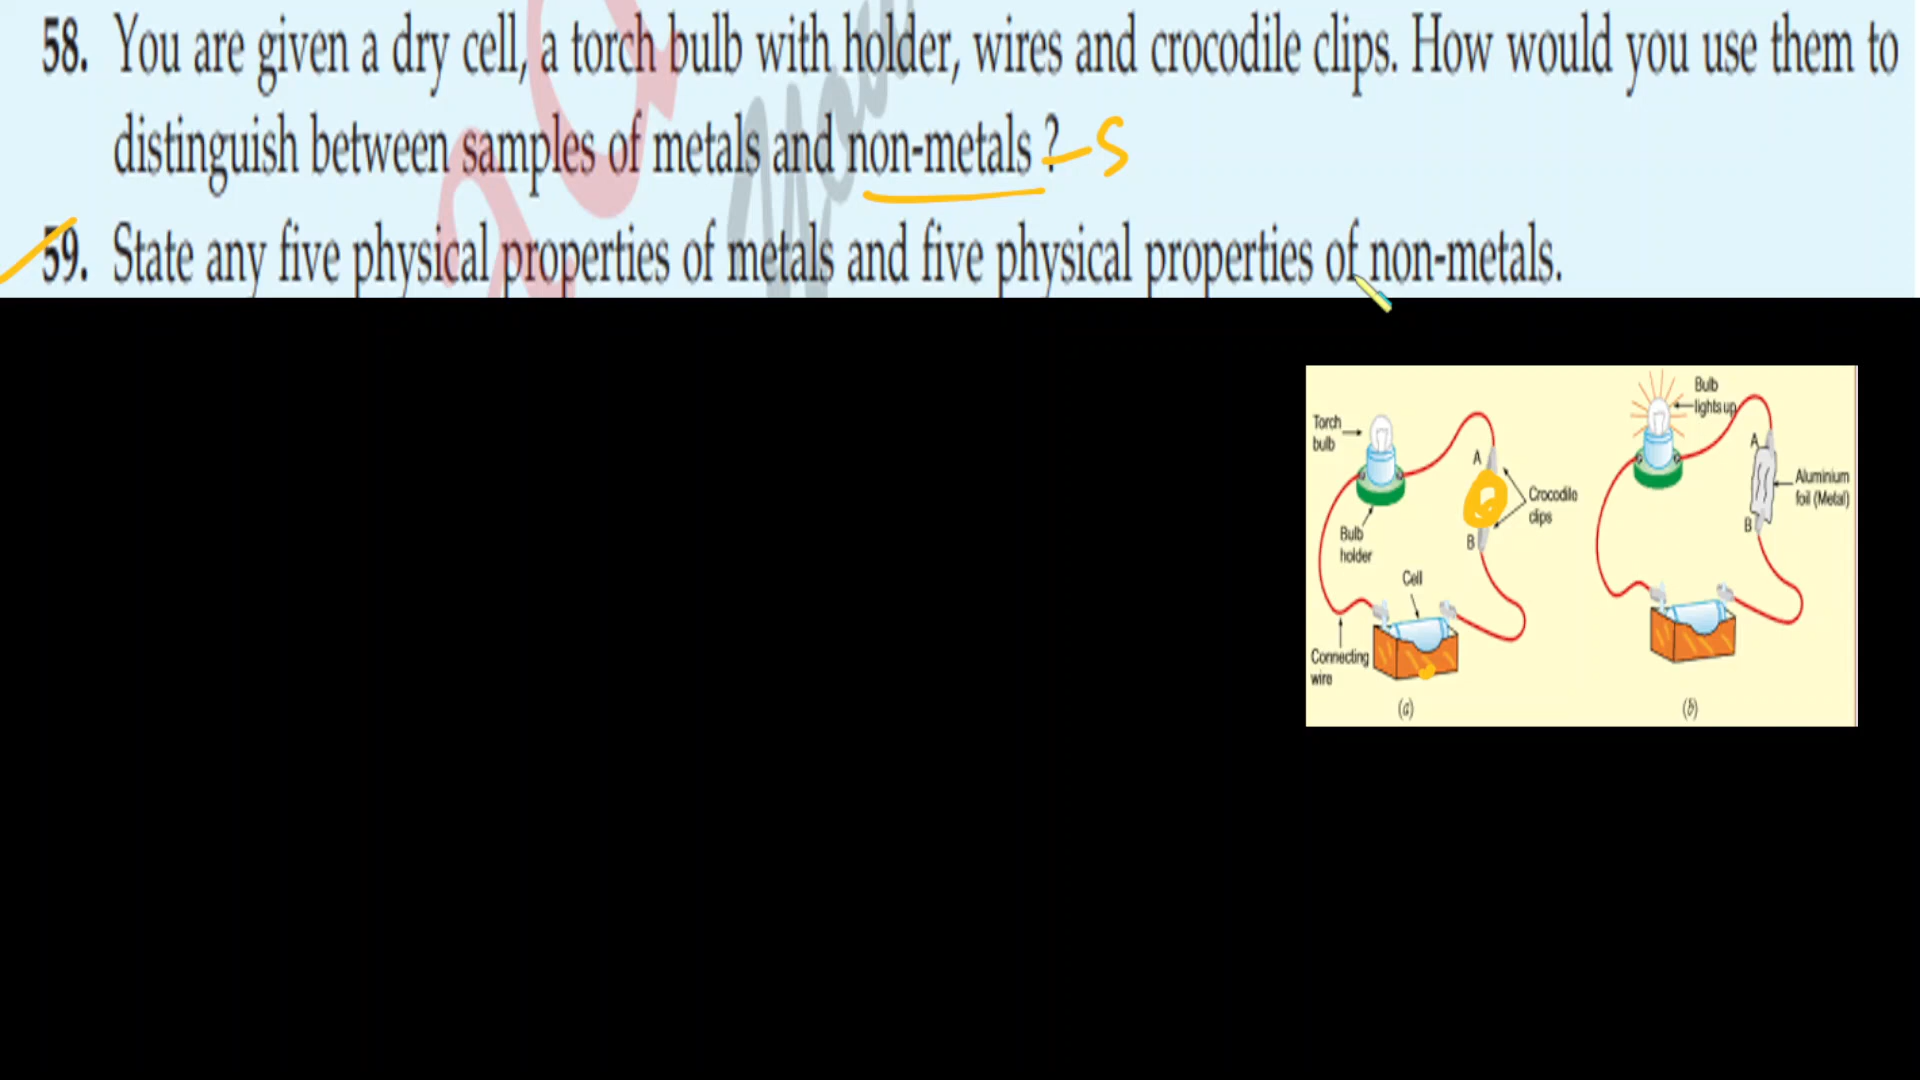 58. You are given a dry cell, a torch bulb with holder, wires and crocodile clips. How would you use them to
distinguish between samples of metals and non-metals ? - S
59. State any five physical properties of metals and five physical properties of non-metals.
Torch
bulb
A
Crocodile
clips
Bulb
holder
B
Cell
Connecting
wire
(a)
Bulb
lights up
A
Aluminium
foil (Metal)
B
(b)